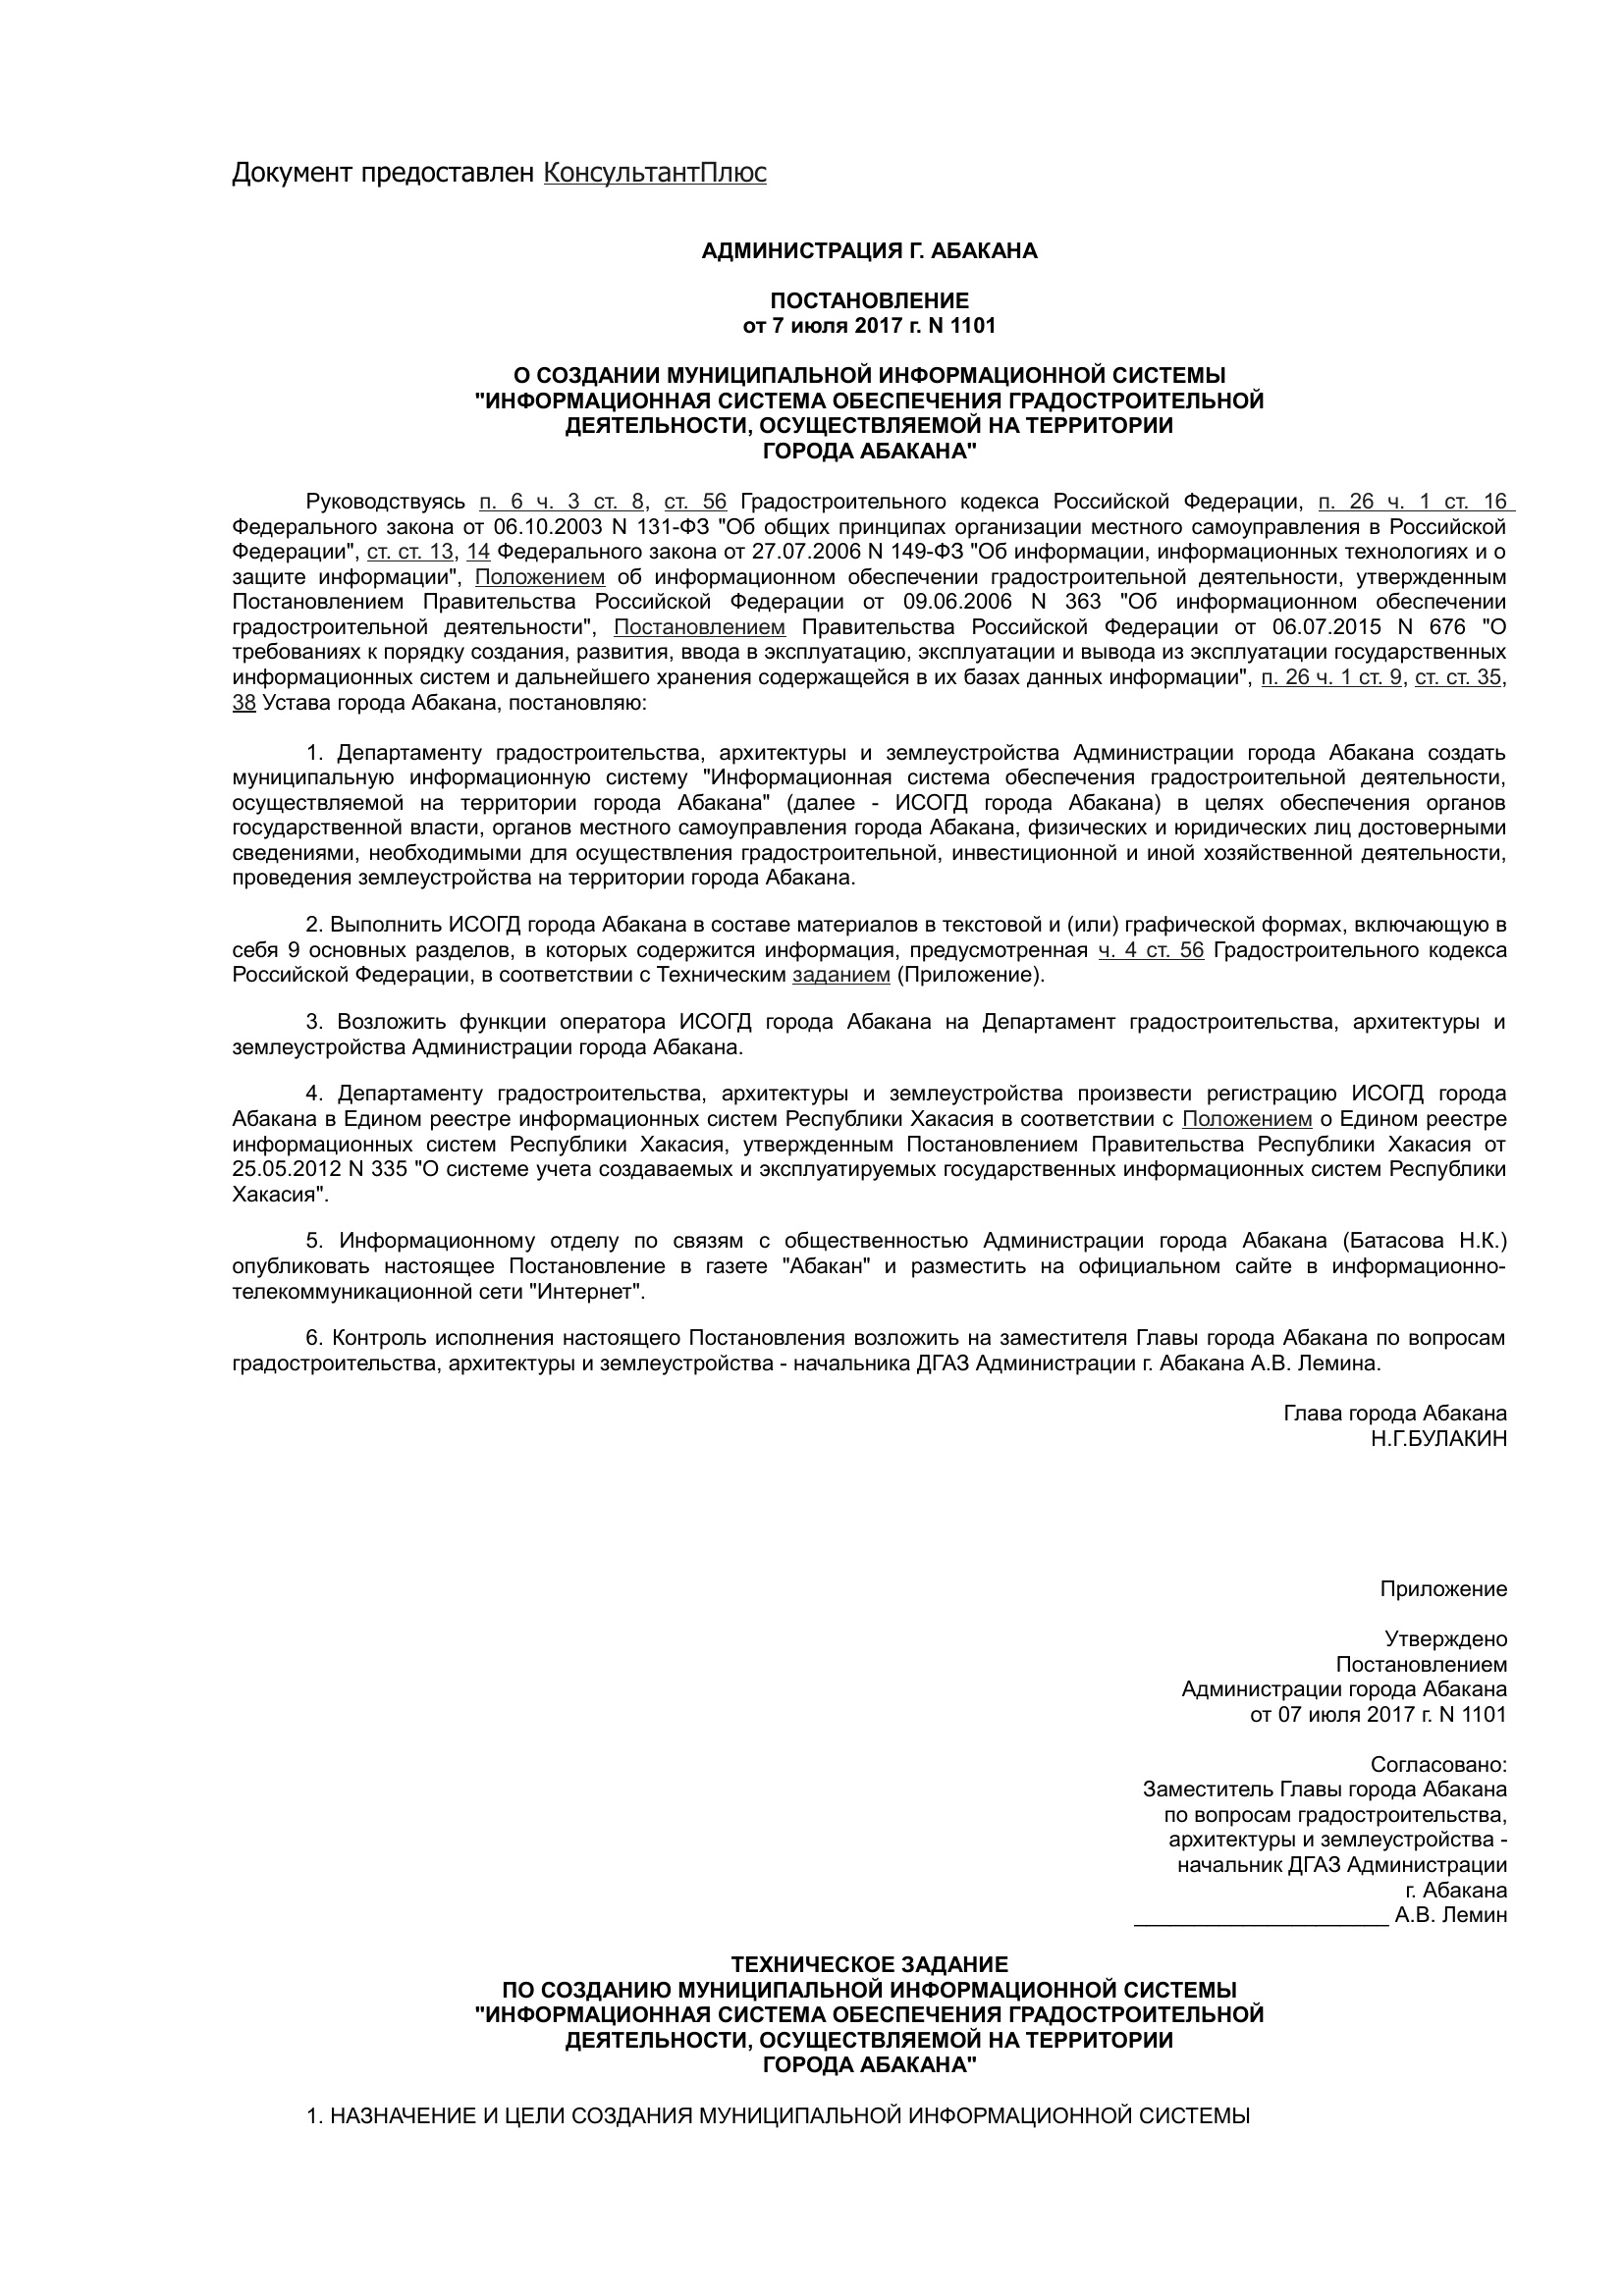 Документ предоставлен КонсультантПлюс
АДМИНИСТРАЦИЯ Г. АБАКАНА
ПОСТАНОВЛЕНИЕ
от 7 июля 2017 г. N 1101
О СОЗДАНИИ МУНИЦИПАЛЬНОЙ ИНФОРМАЦИОННОЙ СИСТЕМЫ
"ИНФОРМАЦИОННАЯ СИСТЕМА ОБЕСПЕЧЕНИЯ ГРАДОСТРОИТЕЛЬНОЙ
ДЕЯТЕЛЬНОСТИ, ОСУЩЕСТВЛЯЕМОЙ НА ТЕРРИТОРИИ
ГОРОДА АБАКАНА"
Руководствуясь п. 6 ч. 3 ст. 8, ст. 56 Градостроительного кодекса Российской Федерации, п. 26 ч. 1 ст. 16
Федерального закона от 06.10.2003 N 131-ФЗ "Об общих принципах организации местного самоуправления в Российской
Федерации", ст. ст. 13, 14 Федерального закона от 27.07.2006 N 149-ФЗ "Об информации, информационных технологиях и о
защите информации", Положением об информационном обеспечении градостроительной деятельности, утвержденным
Постановлением Правительства Российской Федерации от 09.06.2006 N 363 "Об информационном обеспечении
градостроительной деятельности", Постановлением Правительства Российской Федерации от 06.07.2015 N 676 "О
требованиях к порядку создания, развития, ввода в эксплуатацию, эксплуатации и вывода из эксплуатации государственных
информационных систем и дальнейшего хранения содержащейся в их базах данных информации", п. 26 ч. 1 ст. 9, ст. ст. 35,
38 Устава города Абакана, постановляю:
1. Департаменту градостроительства, архитектуры и землеустройства Администрации города Абакана создать
муниципальную информационную систему "Информационная система обеспечения градостроительной деятельности,
осуществляемой на территории города Абакана" (далее - ИСОГД города Абакана) в целях обеспечения органов
государственной власти, органов местного самоуправления города Абакана, физических и юридических лиц достоверными
сведениями, необходимыми для осуществления градостроительной, инвестиционной и иной хозяйственной деятельности,
проведения землеустройства на территории города Абакана.
2. Выполнить ИСОГД города Абакана в составе материалов в текстовой и (или) графической формах, включающую в
себя 9 основных разделов, в которых содержится информация, предусмотренная ч. 4 ст. 56 Градостроительного кодекса
Российской Федерации, в соответствии с Техническим заданием (Приложение).
3. Возложить функции оператора ИСОГД города Абакана на Департамент градостроительства, архитектуры и
землеустройства Администрации города Абакана.
4. Департаменту градостроительства, архитектуры и землеустройства произвести регистрацию ИСОГД города
Абакана в Едином реестре информационных систем Республики Хакасия в соответствии с Положением о Едином реестре
информационных систем Республики Хакасия, утвержденным Постановлением Правительства Республики Хакасия от
25.05.2012 N 335 "О системе учета создаваемых и эксплуатируемых государственных информационных систем Республики
Хакасия".
5. Информационному отделу по связям с общественностью Администрации города Абакана (Батасова Н.К.)
опубликовать настоящее Постановление в газете "Абакан" и разместить на официальном сайте в информационно-
телекоммуникационной сети "Интернет".
6. Контроль исполнения настоящего Постановления возложить на заместителя Главы города Абакана по вопросам
градостроительства, архитектуры и землеустройства - начальника ДГАЗ Администрации г. Абакана А.В. Лемина.
Глава города Абакана
Н.Г.БУЛАКИН
Приложение
Утверждено
Постановлением
Администрации города Абакана
от 07 июля 2017 г. N 1101
Согласовано:
Заместитель Главы города Абакана
по вопросам градостроительства,
архитектуры и землеустройства -
начальник ДГАЗ Администрации
г. Абакана
_____________________ А.В. Лемин
ТЕХНИЧЕСКОЕ ЗАДАНИЕ
ПО СОЗДАНИЮ МУНИЦИПАЛЬНОЙ ИНФОРМАЦИОННОЙ СИСТЕМЫ
"ИНФОРМАЦИОННАЯ СИСТЕМА ОБЕСПЕЧЕНИЯ ГРАДОСТРОИТЕЛЬНОЙ
ДЕЯТЕЛЬНОСТИ, ОСУЩЕСТВЛЯЕМОЙ НА ТЕРРИТОРИИ
ГОРОДА АБАКАНА"
1. НАЗНАЧЕНИЕ И ЦЕЛИ СОЗДАНИЯ МУНИЦИПАЛЬНОЙ ИНФОРМАЦИОННОЙ СИСТЕМЫ